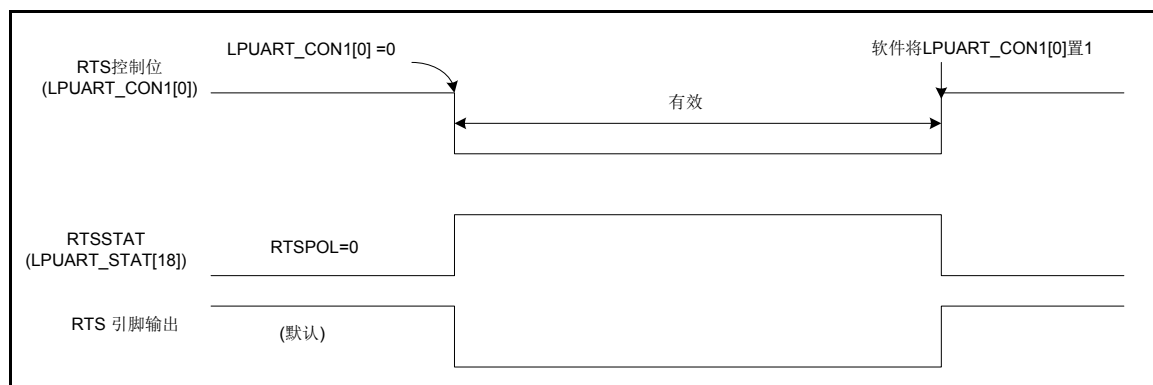 LPUART_CON1[0] =0
软件将LPUART_CON1[0]置1
RTS控制位
(LPUART_CON1[0])
有效
RTSSTAT
(LPUART_STAT[18])
RTSPOL=0
RTS 引脚输出
(默认)